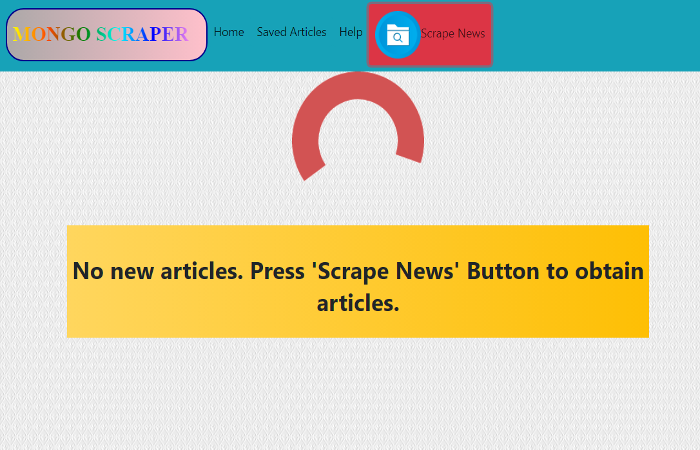 MONGO SCRAPER Home Saved Articles Help Scrape News
No new articles. Press 'Scrape News' Button to obtain
articles.